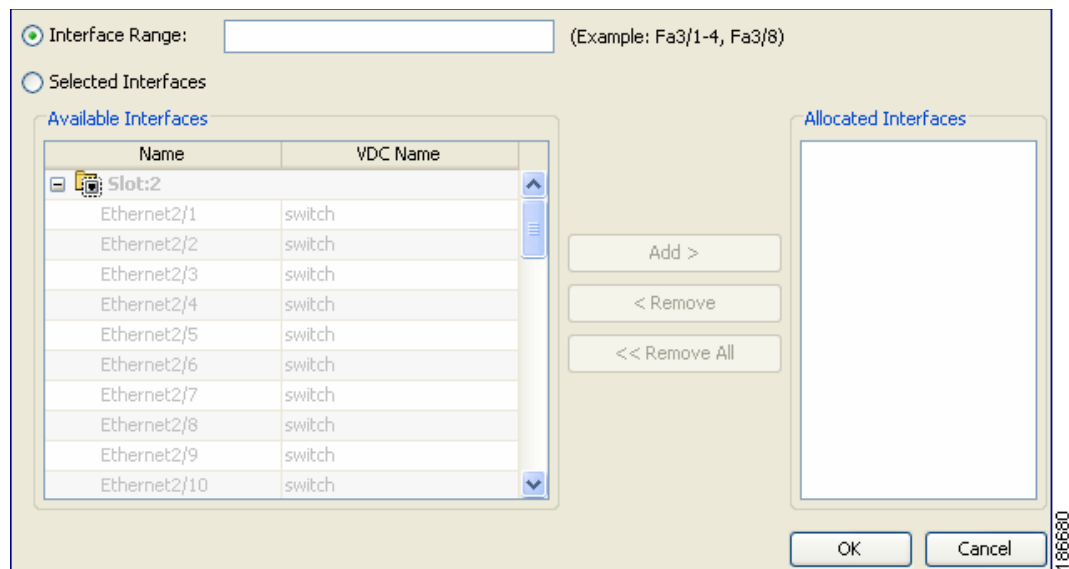 Interface Range: (Example: Fa3/1-4, Fa3/8)
Selected Interfaces
Available Interfaces
Name VDC Name
Slot:2
Ethernet2/1 switch
Ethernet2/2 switch
Ethernet2/3 switch
Ethernet2/4 switch
Ethernet2/5 switch
Ethernet2/6 switch
Ethernet2/7 switch
Ethernet2/8 switch
Ethernet2/9 switch
Ethernet2/10 switch
Add >
< Remove
<< Remove All
Allocated Interfaces
OK Cancel
186680